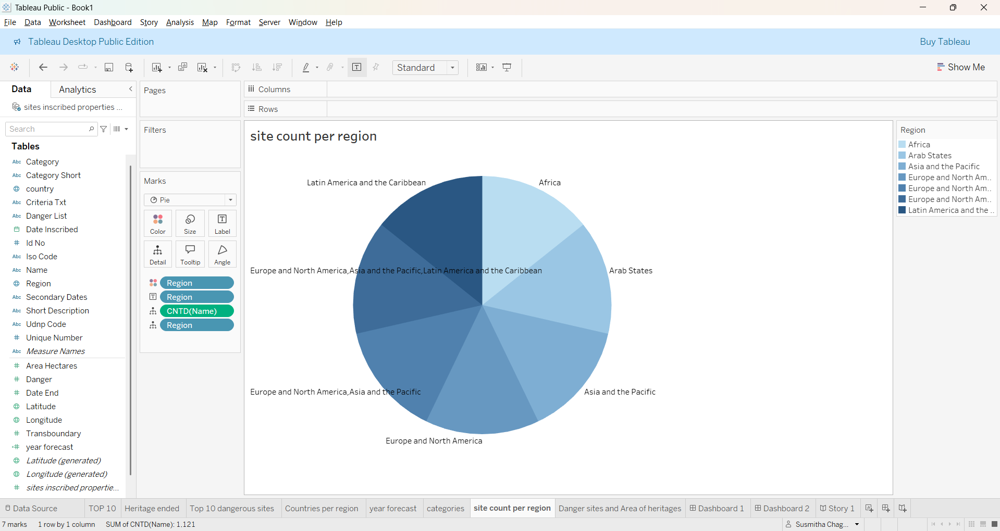 Tableau Public - Book1
File Data Worksheet Dashboard Story Analysis Map Format Server Window Help
Tableau Desktop Public Edition
Buy Tableau
Standard
Show Me
Data
Analytics
sites inscribed properties ...
Search
Tables
Abc Category
Abc Category Short
country
Abc Criteria Txt
Abc Danger List
Date Inscribed
# Id No
Abc Iso Code
Abc Name
Region
Abc Secondary Dates
Abc Short Description
Abc Udnp Code
# Unique Number
Abc Measure Names
# Area Hectares
# Danger
# Date End
Latitude
Longitude
# Transboundary
=# year forecast
Latitude (generated)
Longitude (generated)
# sites inscribed propertie...
Pages
Filters
Marks
Pie
Color Size Label
Detail Tooltip Angle
Region
Region
CNTD(Name)
Region
Columns
Rows
site count per region
Latin America and the Caribbean
Africa
Europe and North America,Asia and the Pacific,Latin America and the Caribbean
Arab States
Europe and North America,Asia and the Pacific
Asia and the Pacific
Europe and North America
Region
Africa
Arab States
Asia and the Pacific
Europe and North Am..
Europe and North Am..
Europe and North Am..
Latin America and the ..
Data Source TOP 10 Heritage ended Top 10 dangerous sites Countries per region year forecast categories site count per region Danger sites and Area of heritages Dashboard 1 Dashboard 2 Story 1
7 marks 1 row by 1 column SUM of CNTD(Name): 1,121
Susmitha Chag...